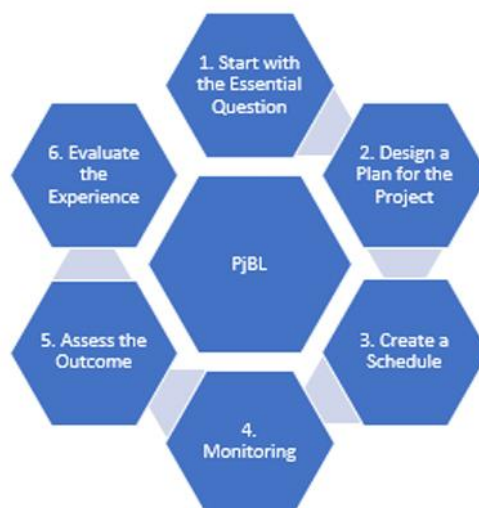 1. Start with
the Essential
Question
2. Design a
Plan for the
Project
3. Create a
Schedule
4.
Monitoring
5. Assess the
Outcome
6. Evaluate
the
Experience
PjBL